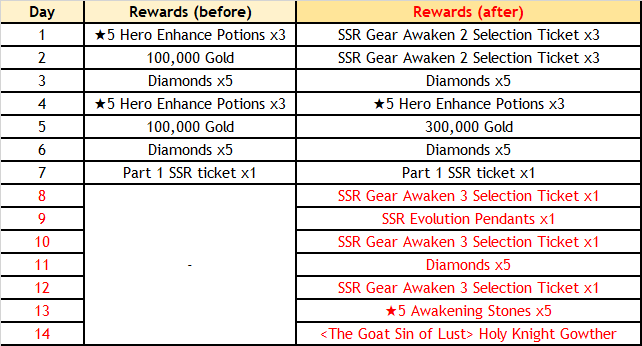 Day Rewards (before) Rewards (after)
1 ★5 Hero Enhance Potions x3 SSR Gear Awaken 2 Selection Ticket x3
2 100,000 Gold SSR Gear Awaken 2 Selection Ticket x3
3 Diamonds x5 Diamonds x5
4 ★5 Hero Enhance Potions x3 ★5 Hero Enhance Potions x3
5 100,000 Gold 300,000 Gold
6 Diamonds x5 Diamonds x5
7 Part 1 SSR ticket x1 Part 1 SSR ticket x1
8 SSR Gear Awaken 3 Selection Ticket x1
9 SSR Evolution Pendants x1
10 SSR Gear Awaken 3 Selection Ticket x1
11 - Diamonds x5
12 SSR Gear Awaken 3 Selection Ticket x1
13 ★5 Awakening Stones x5
14 <The Goat Sin of Lust> Holy Knight Gowther